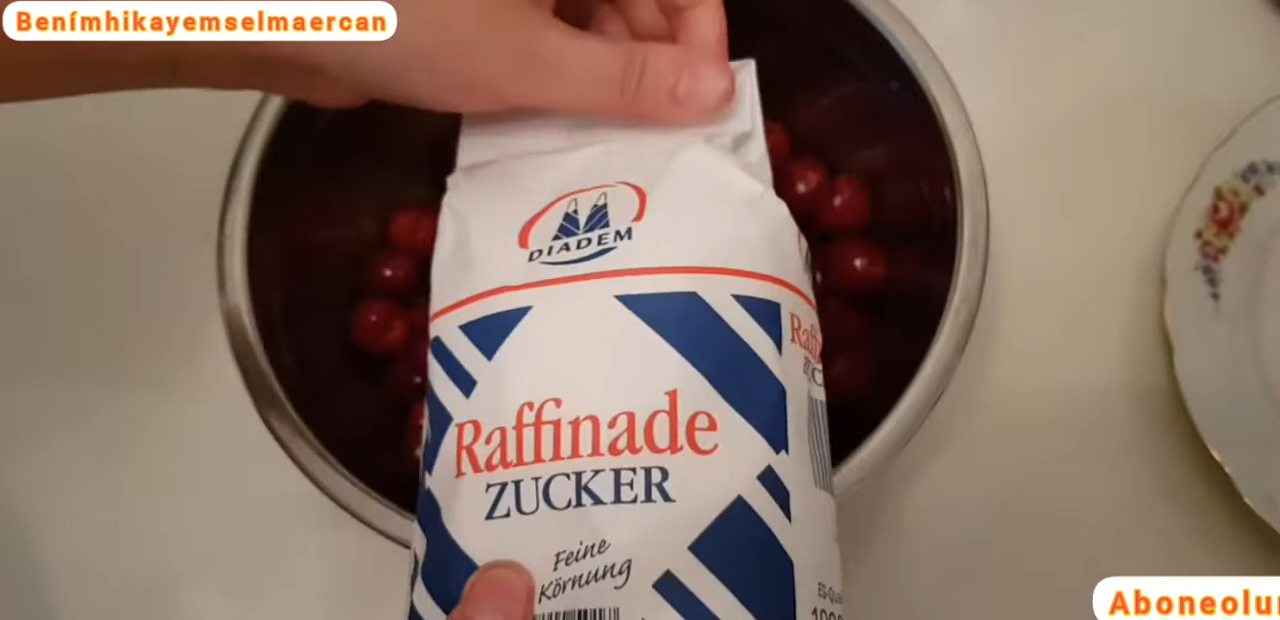 Benímhikayemselmaercan
DIADEM
Raffinade
ZUCKER
Feine
Körnung
Aboneolu